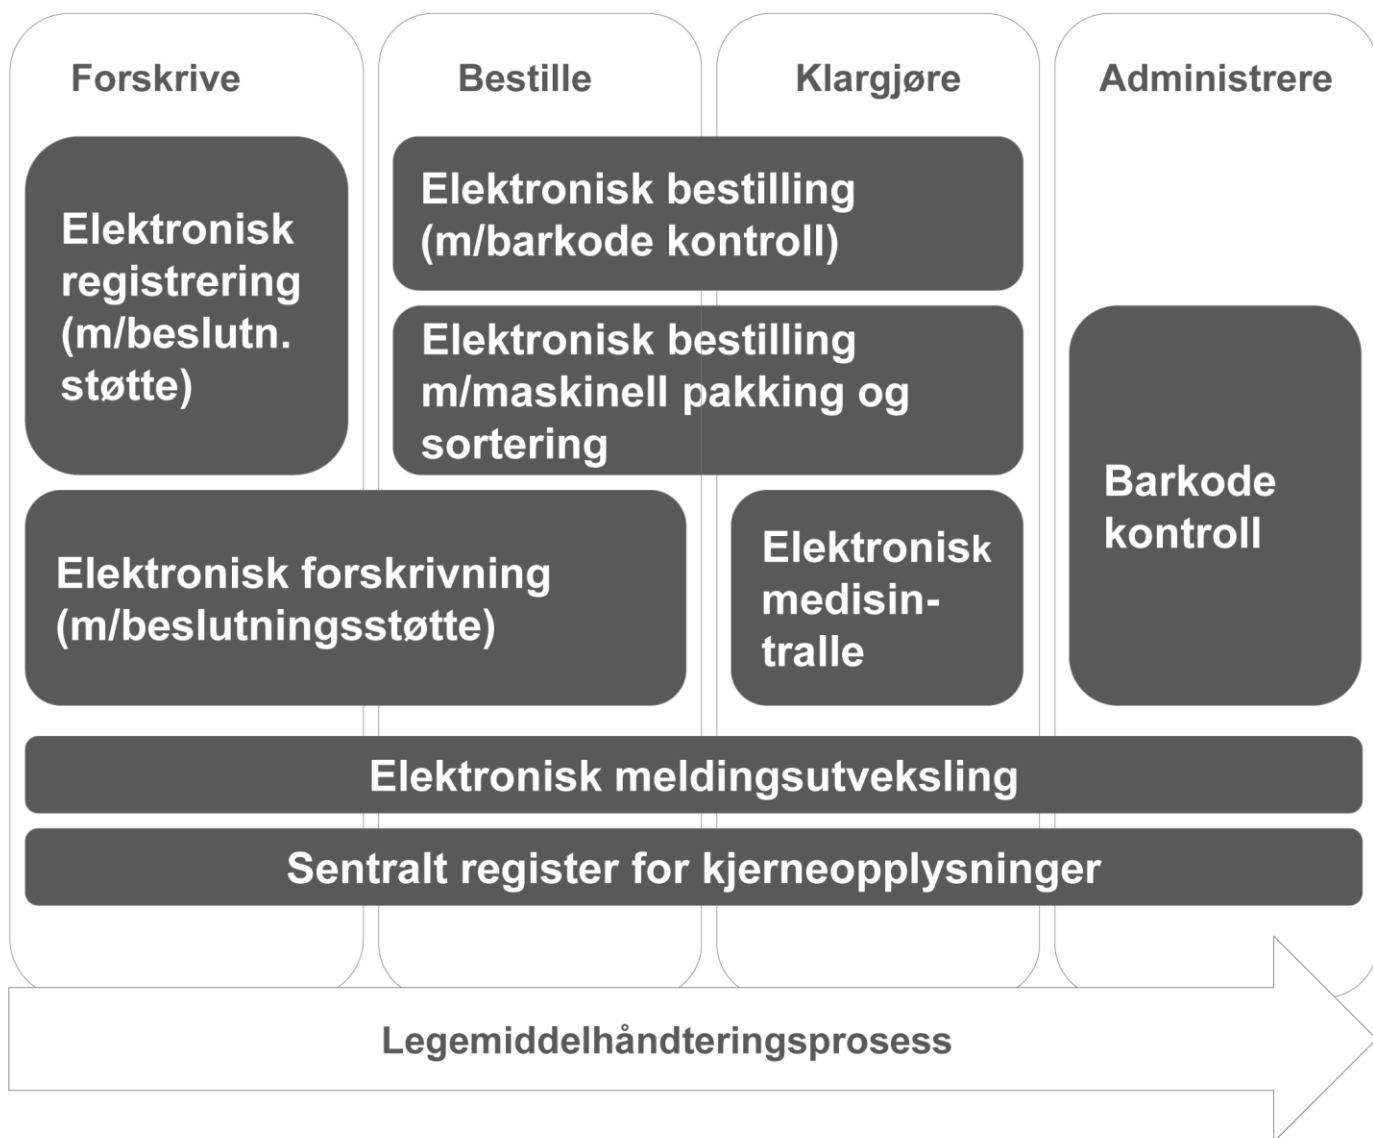 Forskrive
Bestille
Klargjøre
Administrere
Elektronisk
registrering
(m/beslutn.
støtte)
Elektronisk bestilling
(m/barkode kontroll)
Elektronisk bestilling
m/maskinell pakking og
sortering
Elektronisk forskrivning
(m/beslutningsstøtte)
Elektronisk
medisin-
tralle
Barkode
kontroll
Elektronisk meldingsutveksling
Sentralt register for kjerneopplysninger
Legemiddelhåndteringsprosess